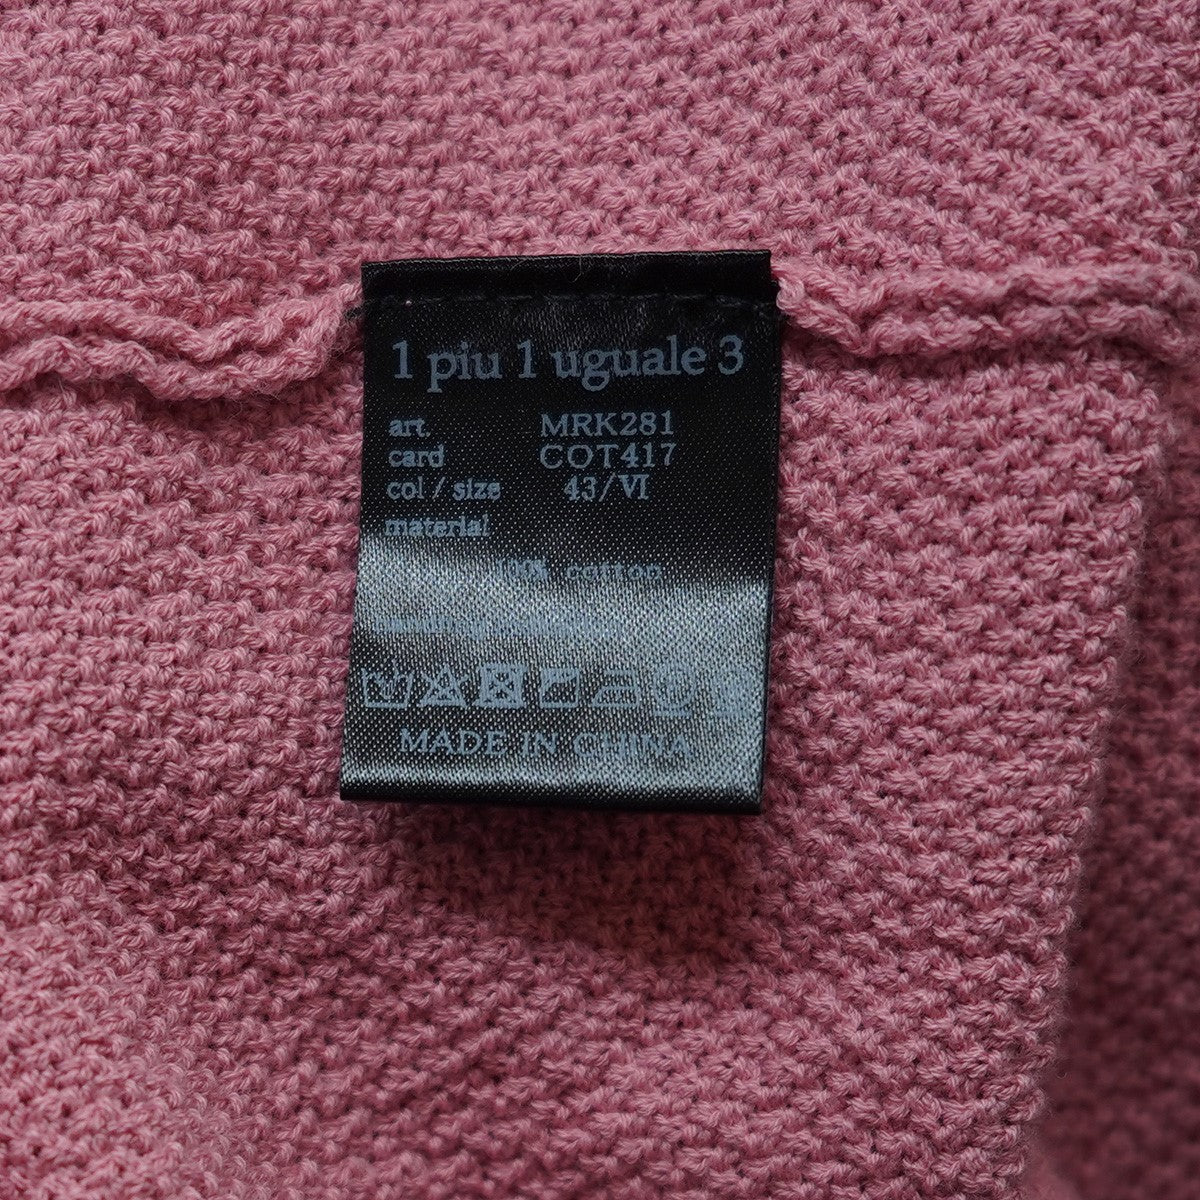 1 piu 1 uguale 3
art. MRK281
card COT417
col / size 43/VI
material
cotton
MADE IN CHINA